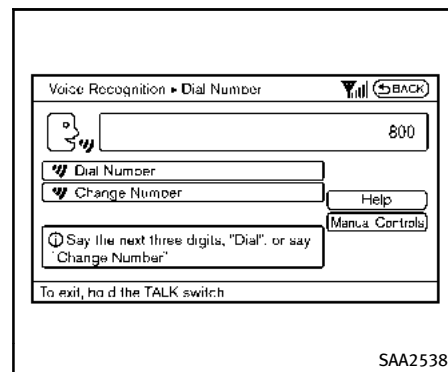 Voice Recognition ▸ Dial Number
BACK
800
Dial Number
Change Number
Help
Manual Controls
Say the next three digits, "Dial", or say
"Change Number"
To exit, hold the TALK switch
SAA2538